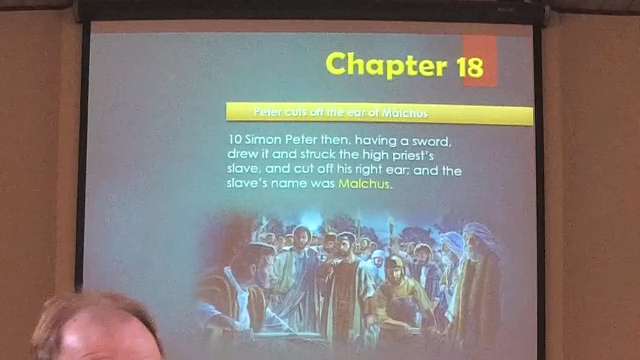 Chapter 18
Peter cuts off the ear of Malchus
10 Simon Peter then, having a sword,
drew it and struck the high priest's
slave, and cut off his right ear; and the
slave's name was Malchus.